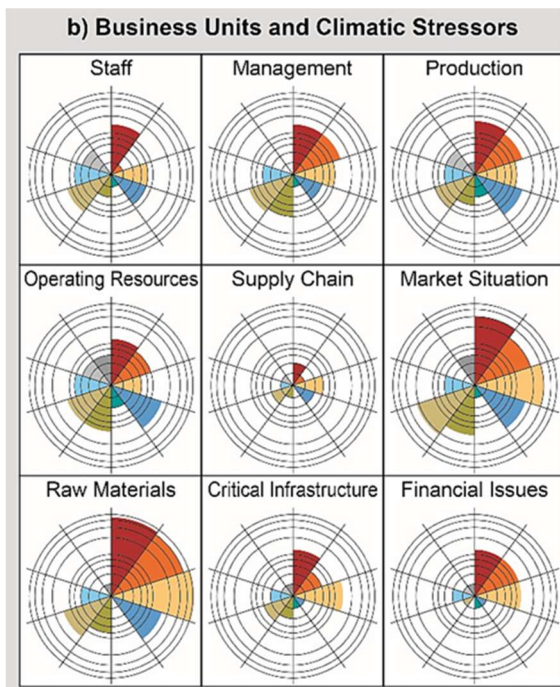 b) Business Units and Climatic Stressors
Staff
Management
Production
Operating Resources
Supply Chain
Market Situation
Raw Materials
Critical Infrastructure
Financial Issues